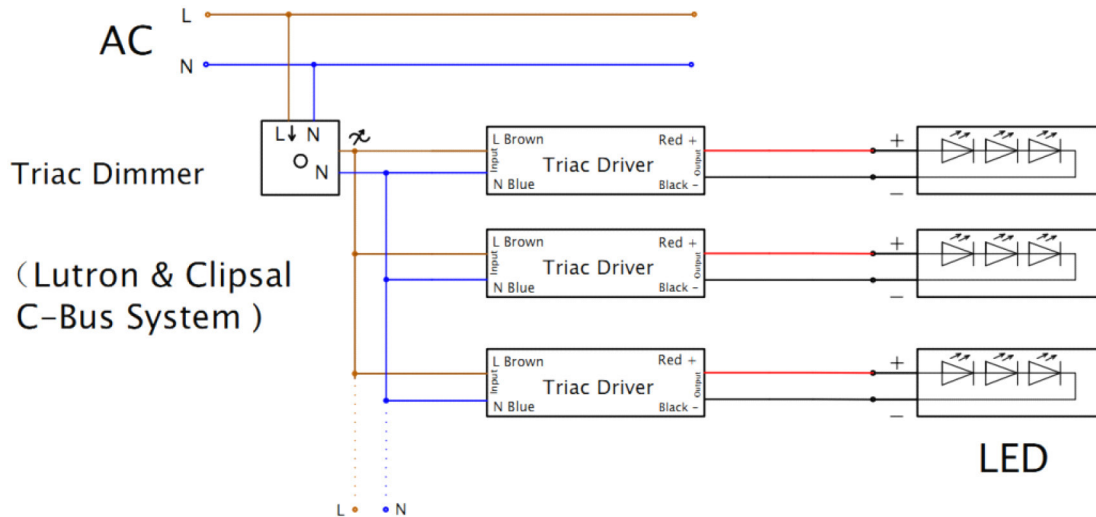 L
AC
N
L N
N
Triac Dimmer
(Lutron & Clipsal
C-Bus System )
L Brown
Red +
Input
Triac Driver
Output
N Blue
Black -
+
−
L Brown
Red +
Input
Triac Driver
Output
N Blue
Black -
+
−
L Brown
Red +
Input
Triac Driver
Output
N Blue
Black -
+
−
LED
L
N